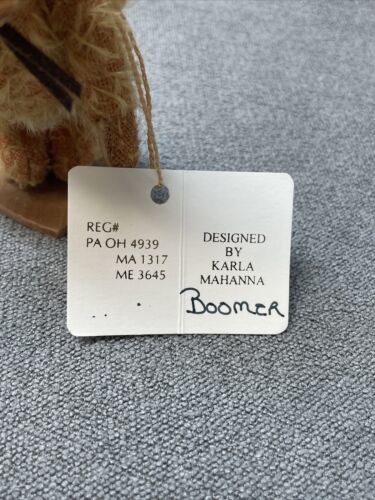 REG#
PA OH 4939
MA 1317
ME 3645
DESIGNED
BY
KARLA
MAHANNA
BOOMER